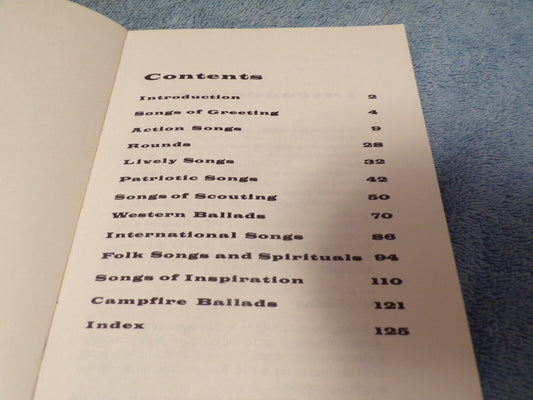 Contents
Introduction 2
Songs of Greeting 4
Action Songs 9
Rounds 28
Lively Songs 32
Patriotic Songs 42
Songs of Scouting 50
Western Ballads 70
International Songs 86
Folk Songs and Spirituals 94
Songs of Inspiration 110
Campfire Ballads 121
Index 125